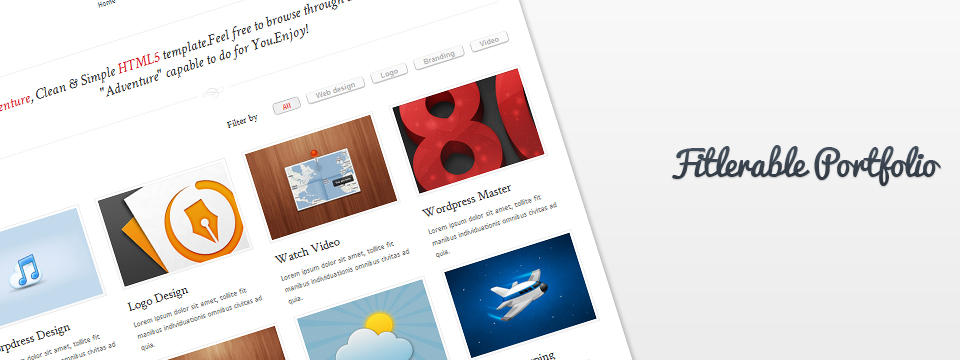 Home
enture, Clean & Simple HTML5 template.Feel free to browse through
"Adventure" capable to do for You.Enjoy!
Filter by All Web design Logo Branding Video
Wordpress Master
Lorem ipsum dolor sit amet, tollite fit
manibus individuationis omnibus civitas ad
quia.
Watch Video
Lorem ipsum dolor sit amet, tollite fit
manibus individuationis omnibus civitas ad
quia.
Logo Design
Lorem ipsum dolor sit amet, tollite fit
manibus individuationis omnibus civitas ad
quia.
rpdress Design
Lorem ipsum dolor sit amet, tollite fit
omnibus civitas ad
Fitlerable Portfolio